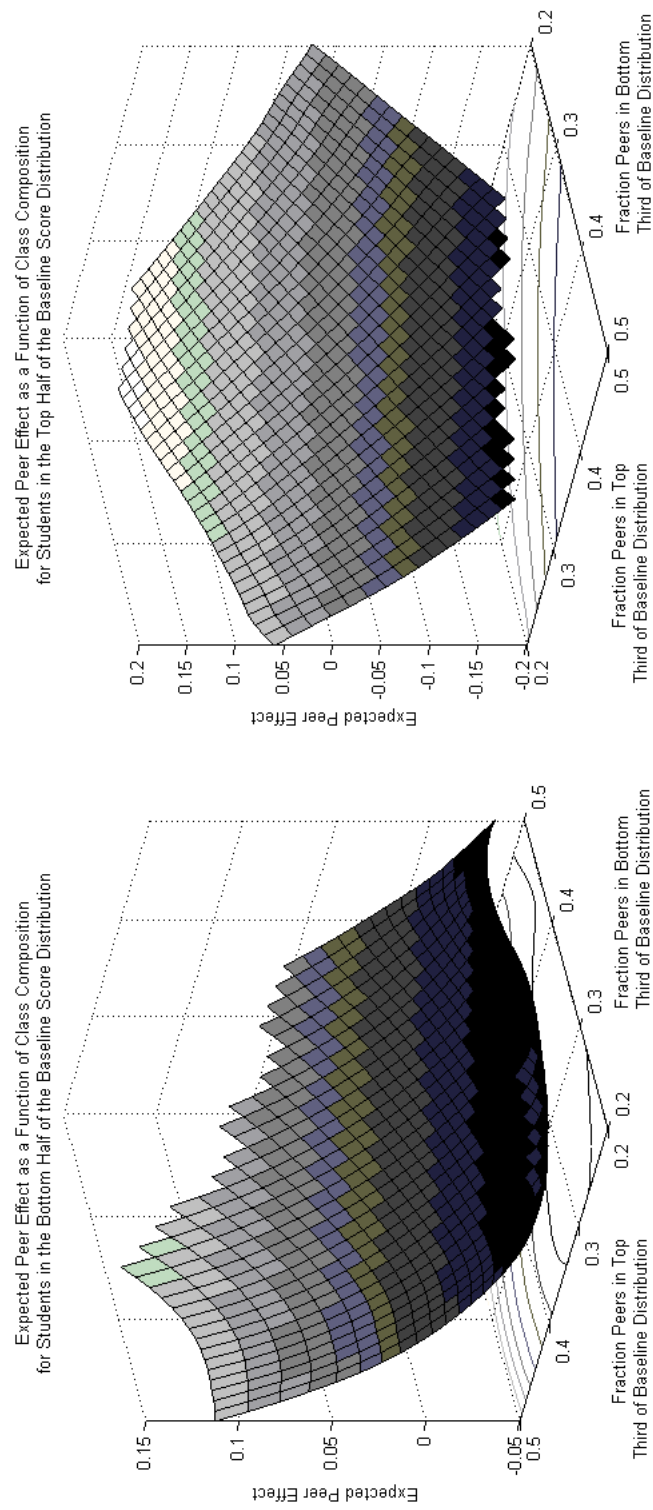 Expected Peer Effect as a Function of Class Composition
for Students in the Bottom Half of the Baseline Score Distribution
Expected Peer Effect
0.15
0.1
0.05
0
-0.05
0.5
0.4
0.3
0.2
Fraction Peers in Top
Third of Baseline Distribution
0.2
0.3
0.4
0.5
Fraction Peers in Bottom
Third of Baseline Distribution
Expected Peer Effect as a Function of Class Composition
for Students in the Top Half of the Baseline Score Distribution
Expected Peer Effect
0.2
0.15
0.1
0.05
0
-0.05
-0.1
-0.15
-0.2
0.2
0.3
0.4
0.5
Fraction Peers in Top
Third of Baseline Distribution
0.5
0.4
0.3
0.2
Fraction Peers in Bottom
Third of Baseline Distribution